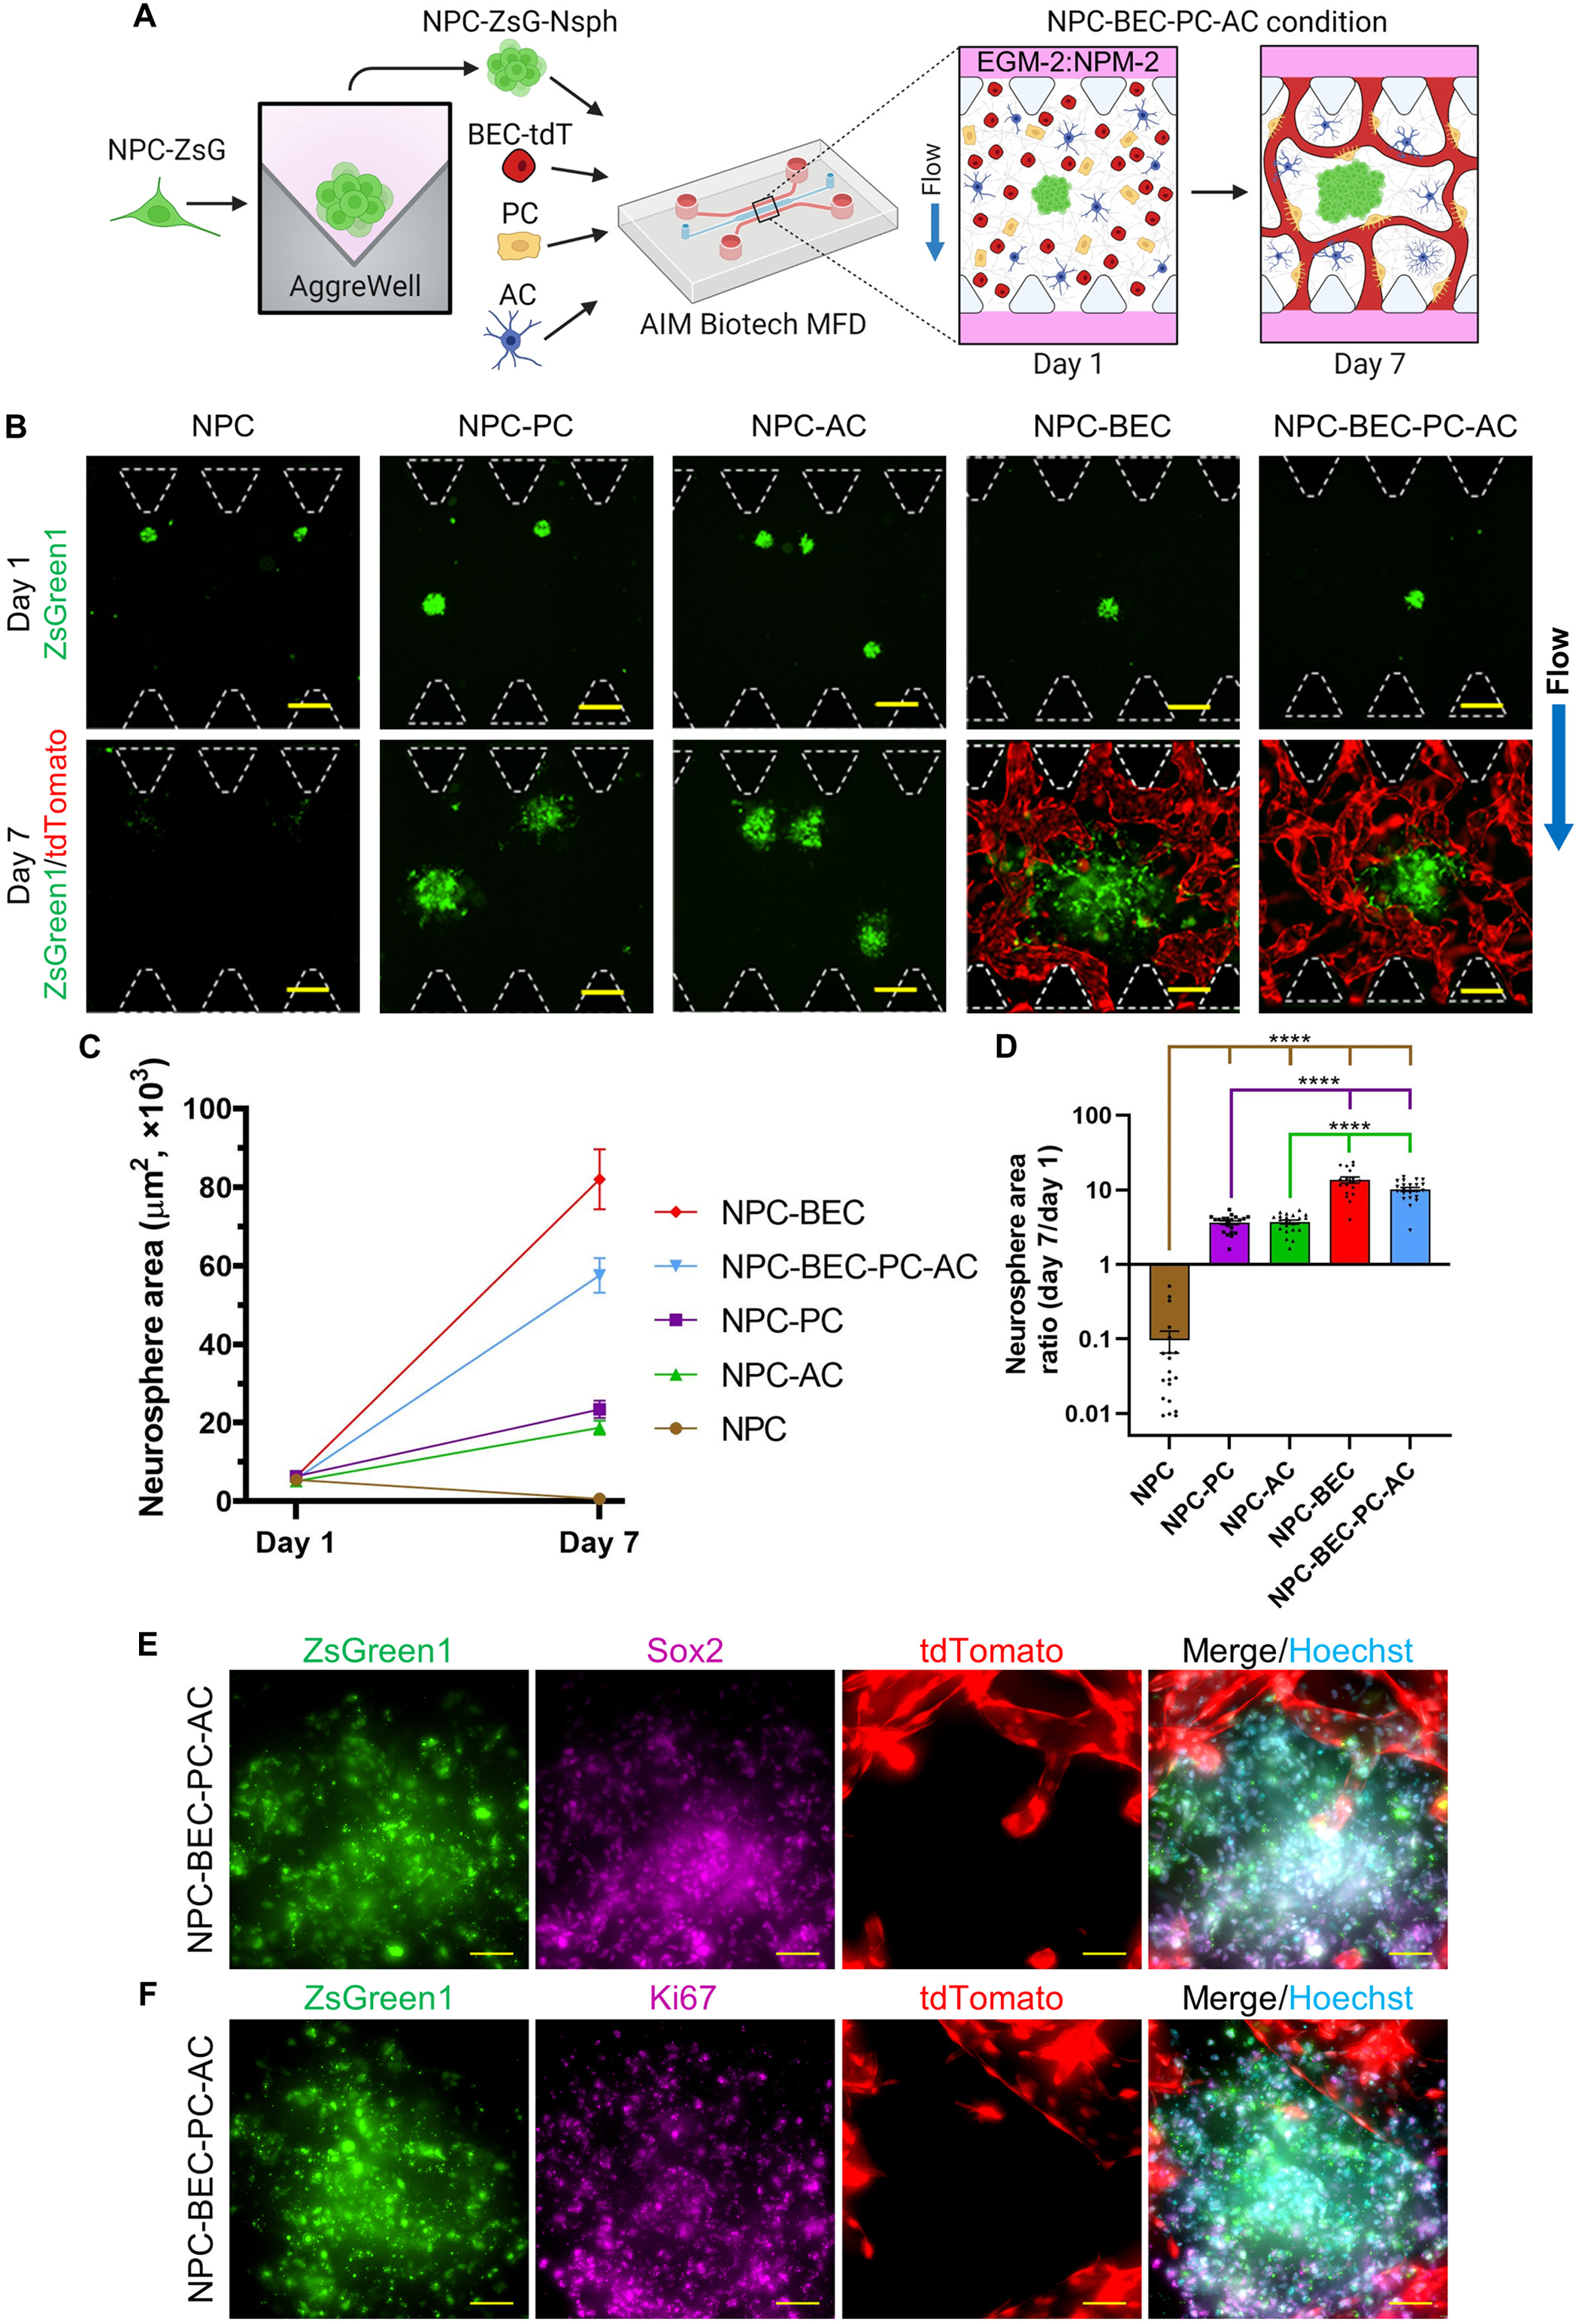 A
NPC-ZsG-Nsph
NPC-BEC-PC-AC condition
NPC-ZsG
AggreWell
BEC-tdT
PC
AC
AIM Biotech MFD
Flow
EGM-2:NPM-2
Day 1
Day 7
B
NPC
NPC-PC
NPC-AC
NPC-BEC
NPC-BEC-PC-AC
Day 1
ZsGreen1
Day 7
ZsGreen1/tdTomato
Flow
C
Neurosphere area (μm², ×10³)
100
80
60
40
20
0
Day 1
Day 7
NPC-BEC
NPC-BEC-PC-AC
NPC-PC
NPC-AC
NPC
D
****
****
****
Neurosphere area
ratio (day 7/day 1)
100
10
1
0.1
0.01
NPC
NPC-PC
NPC-AC
NPC-BEC
NPC-BEC-PC-AC
E
ZsGreen1
Sox2
tdTomato
Merge/Hoechst
NPC-BEC-PC-AC
F
ZsGreen1
Ki67
tdTomato
Merge/Hoechst
NPC-BEC-PC-AC